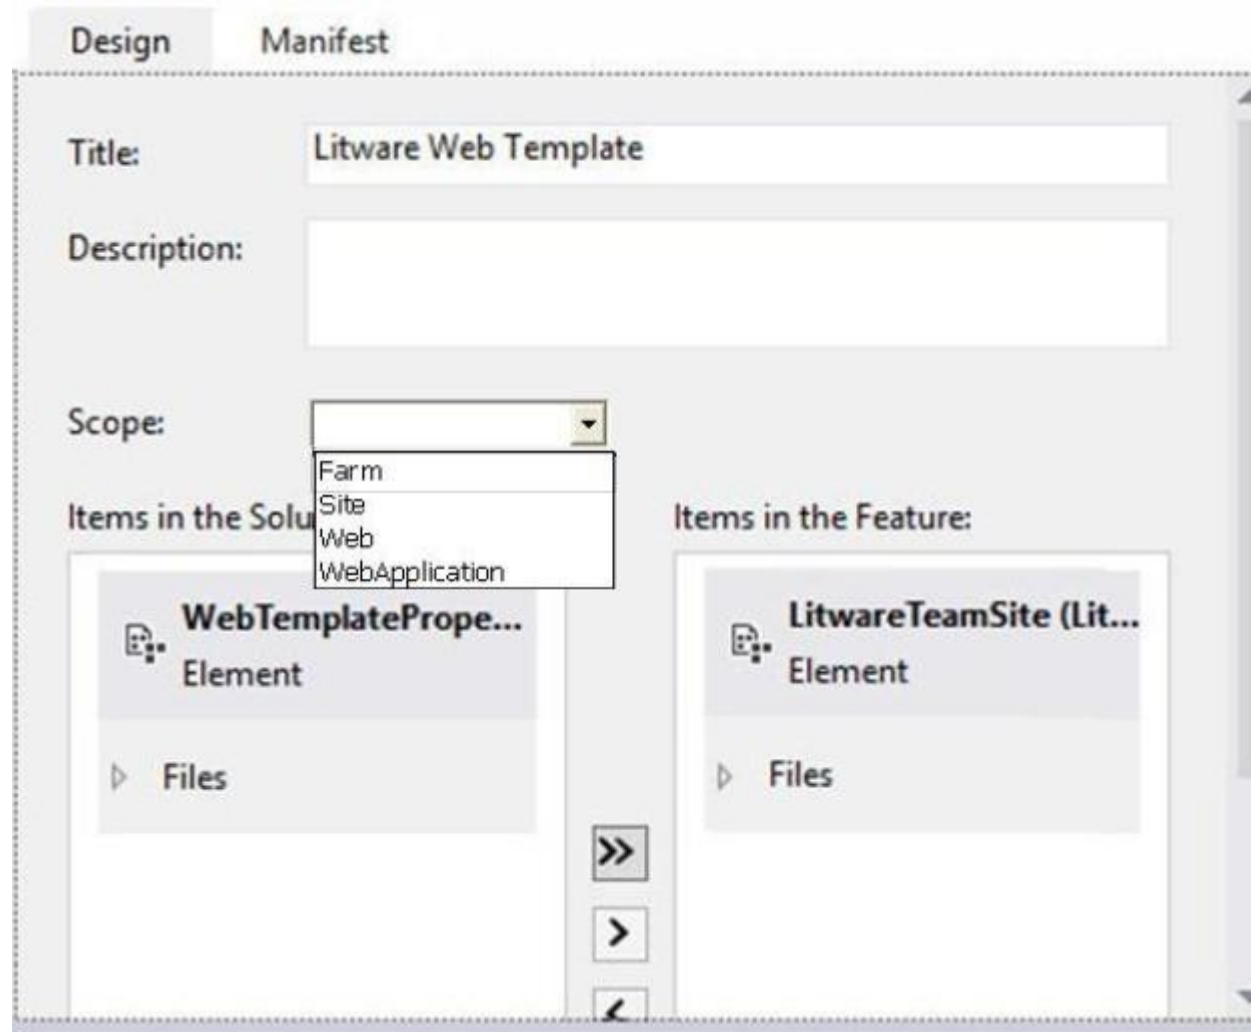 Design Manifest
Title: Litware Web Template
Description:
Scope:
Farm
Site
Web
WebApplication
Items in the Solu
Items in the Feature:
WebTemplatePrope...
Element
Files
LitwareTeamSite (Lit...
Element
Files